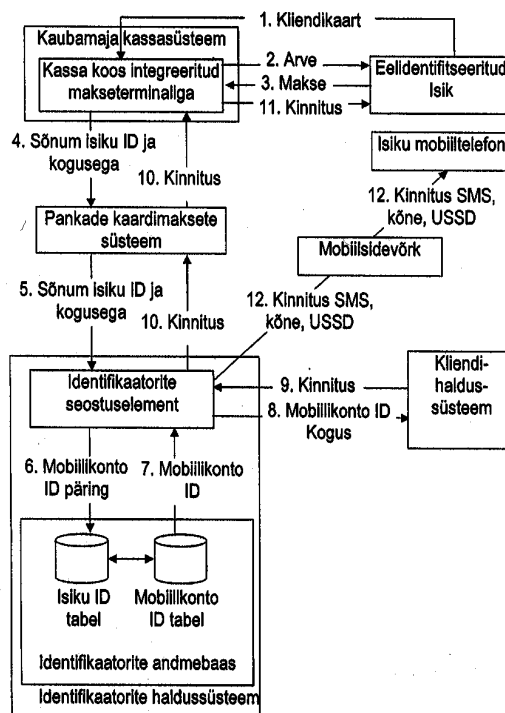 1. Kliendikaart
Kaubamaja kassasüsteem
Kassa koos integreeritud
makseterminaliga
2. Arve
3. Makse
11. Kinnitus
Eelidentifitseeritud
Isik
4. Sõnum isiku ID ja
kogusega
10. Kinnitus
Isiku mobiiltelefon
12. Kinnitus SMS,
kõne, USSD
Pankade kaardimaksete
süsteem
Mobiilsidevõrk
5. Sõnum isiku ID ja
kogusega
10. Kinnitus
12. Kinnitus SMS,
kõne, USSD
Identifikaatorite
seostuselement
9. Kinnitus
8. Mobiilikonto ID
Kogus
Kliendi-
haldus-
süsteem
6. Mobiilikonto
ID päring
7. Mobiilikonto
ID
Isiku ID
tabel
Mobiilikonto
ID tabel
Identifikaatorite andmebaas
Identifikaatorite haldussüsteem